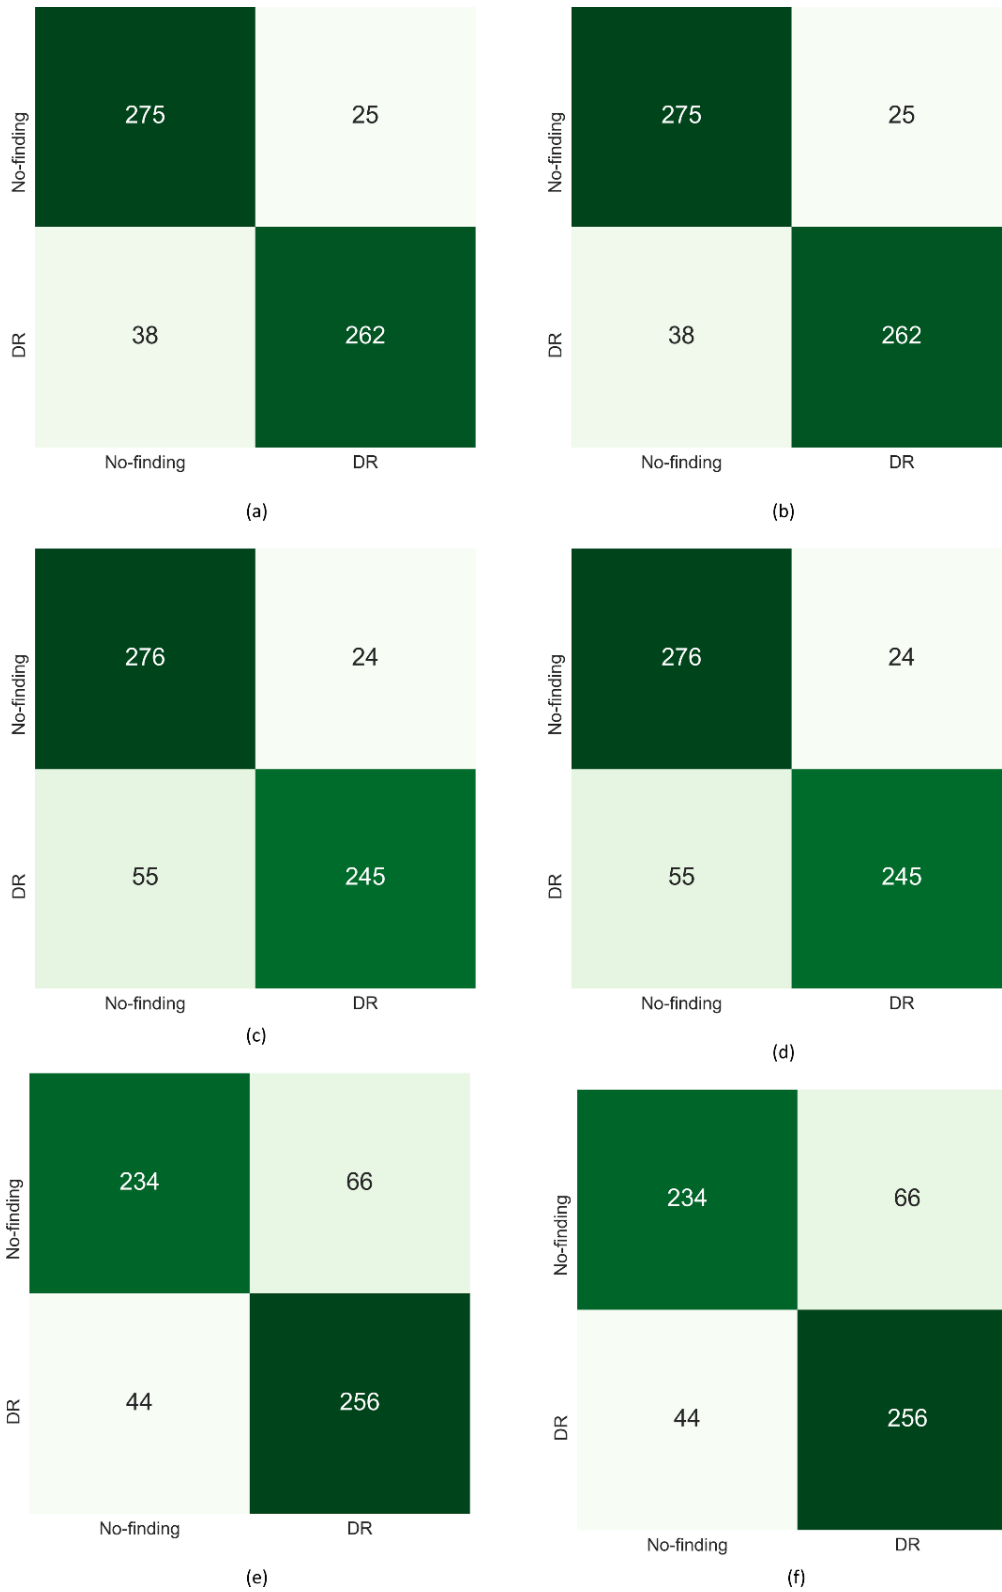 No-finding
275 25
DR
38 262
No-finding DR
(a)
No-finding
275 25
DR
38 262
No-finding DR
(b)
No-finding
276 24
DR
55 245
No-finding DR
(c)
No-finding
276 24
DR
55 245
No-finding DR
(d)
No-finding
234 66
DR
44 256
No-finding DR
(e)
No-finding
234 66
DR
44 256
No-finding DR
(f)